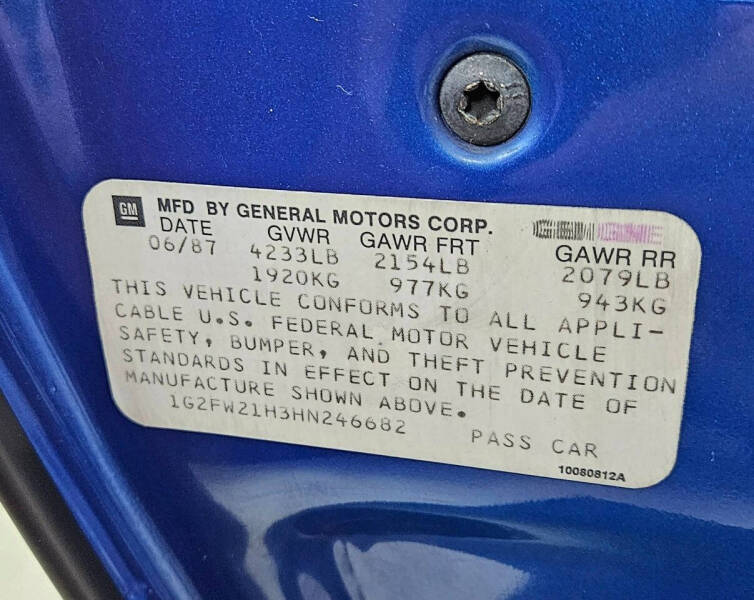 GM MFD BY GENERAL MOTORS CORP.
DATE GVWR GAWR FRT GAWR RR
06/87 4233LB 2154LB 2079LB
1920KG 977KG 943KG
THIS VEHICLE CONFORMS TO ALL APPLI-
CABLE U.S. FEDERAL MOTOR VEHICLE
SAFETY, BUMPER, AND THEFT PREVENTION
STANDARDS IN EFFECT ON THE DATE OF
MANUFACTURE SHOWN ABOVE.
1G2FW21H3HN246682 PASS CAR
10080812A